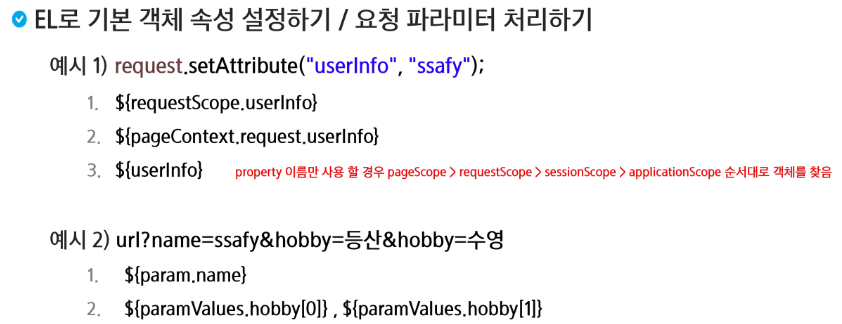 EL로 기본 객체 속성 설정하기 / 요청 파라미터 처리하기
예시 1) request.setAttribute("userInfo", "ssafy");
1. ${requestScope.userInfo}
2. ${pageContext.request.userInfo}
3. ${userInfo} property 이름만 사용 할 경우 pageScope > requestScope > sessionScope > applicationScope 순서대로 객체를 찾음
예시 2) url?name=ssafy&hobby=등산&hobby=수영
1. ${param.name}
2. ${paramValues.hobby[0]} , ${paramValues.hobby[1]}